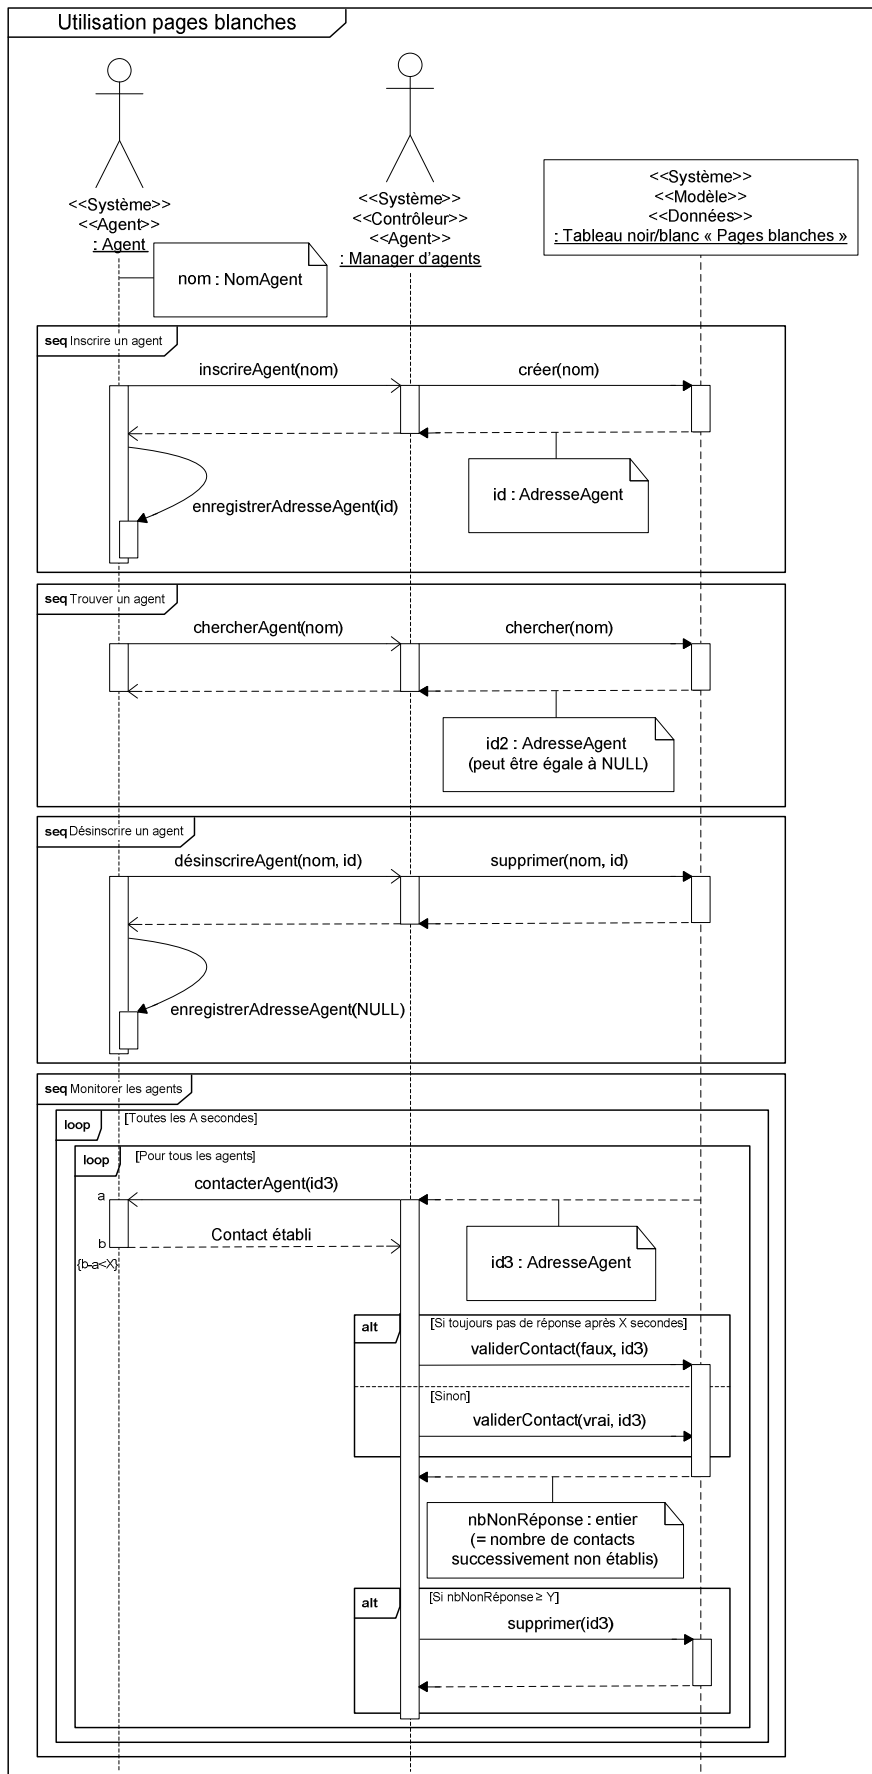 Utilisation pages blanches
<<Système>>
<<Agent>>
: Agent
<<Système>>
<<Contrôleur>>
<<Agent>>
: Manager d'agents
<<Système>>
<<Modèle>>
<<Données>>
: Tableau noir/blanc « Pages blanches »
nom : NomAgent
seq Inscrire un agent
inscrireAgent(nom)
créer(nom)
id : AdresseAgent
enregistrerAdresseAgent(id)
seq Trouver un agent
chercherAgent(nom)
chercher(nom)
id2 : AdresseAgent
(peut être égale à NULL)
seq Désinscrire un agent
désinscrireAgent(nom, id)
supprimer(nom, id)
enregistrerAdresseAgent(NULL)
seq Monitorer les agents
loop [Toutes les A secondes]
loop [Pour tous les agents]
contacterAgent(id3)
a
Contact établi
b
{b-a<X}
id3 : AdresseAgent
alt [Si toujours pas de réponse après X secondes]
validerContact(faux, id3)
[Sinon]
validerContact(vrai, id3)
nbNonRéponse : entier
(= nombre de contacts
successivement non établis)
alt [Si nbNonRéponse ≥ Y]
supprimer(id3)